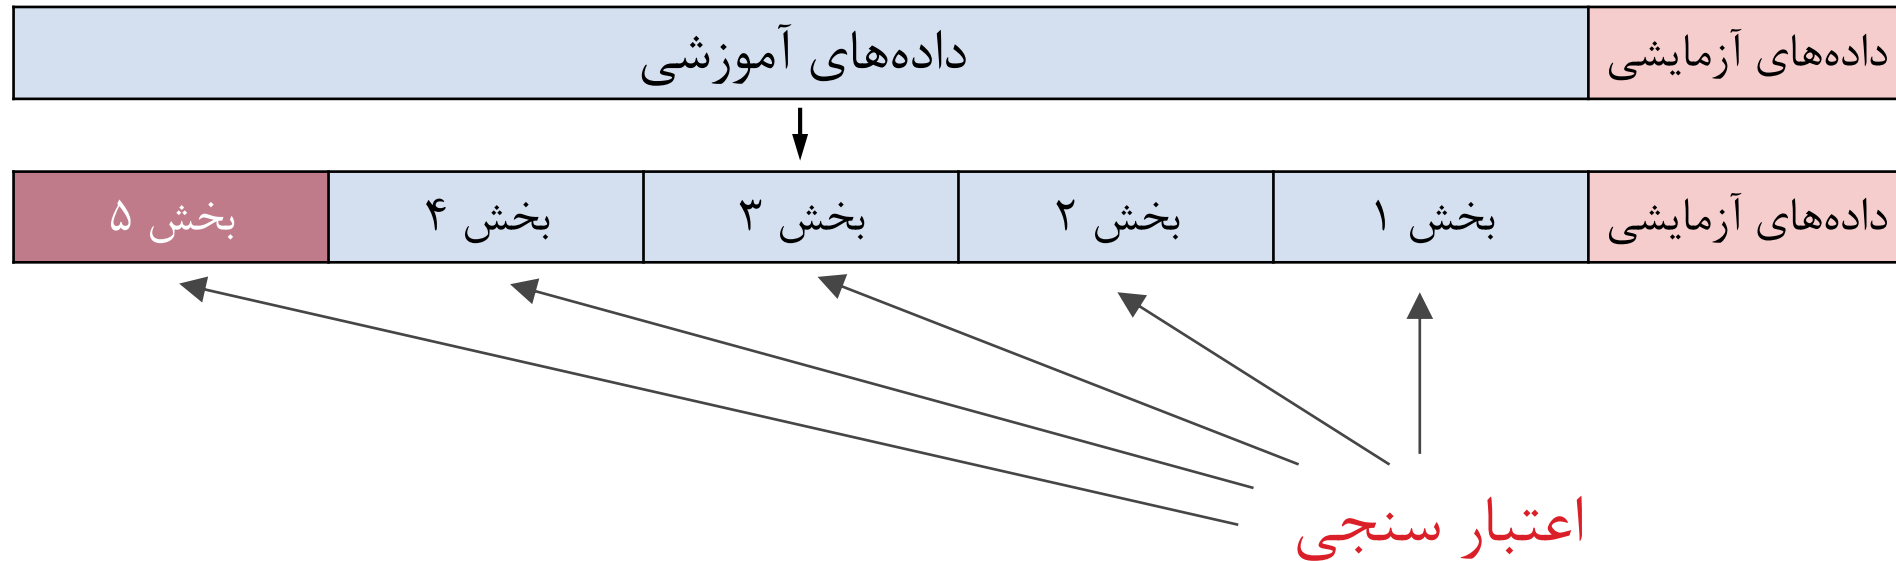 داده‌های آزمایشی
داده‌های آموزشی
داده‌های آزمایشی
بخش ۱
بخش ۲
بخش ۳
بخش ۴
بخش ۵
اعتبار سنجی